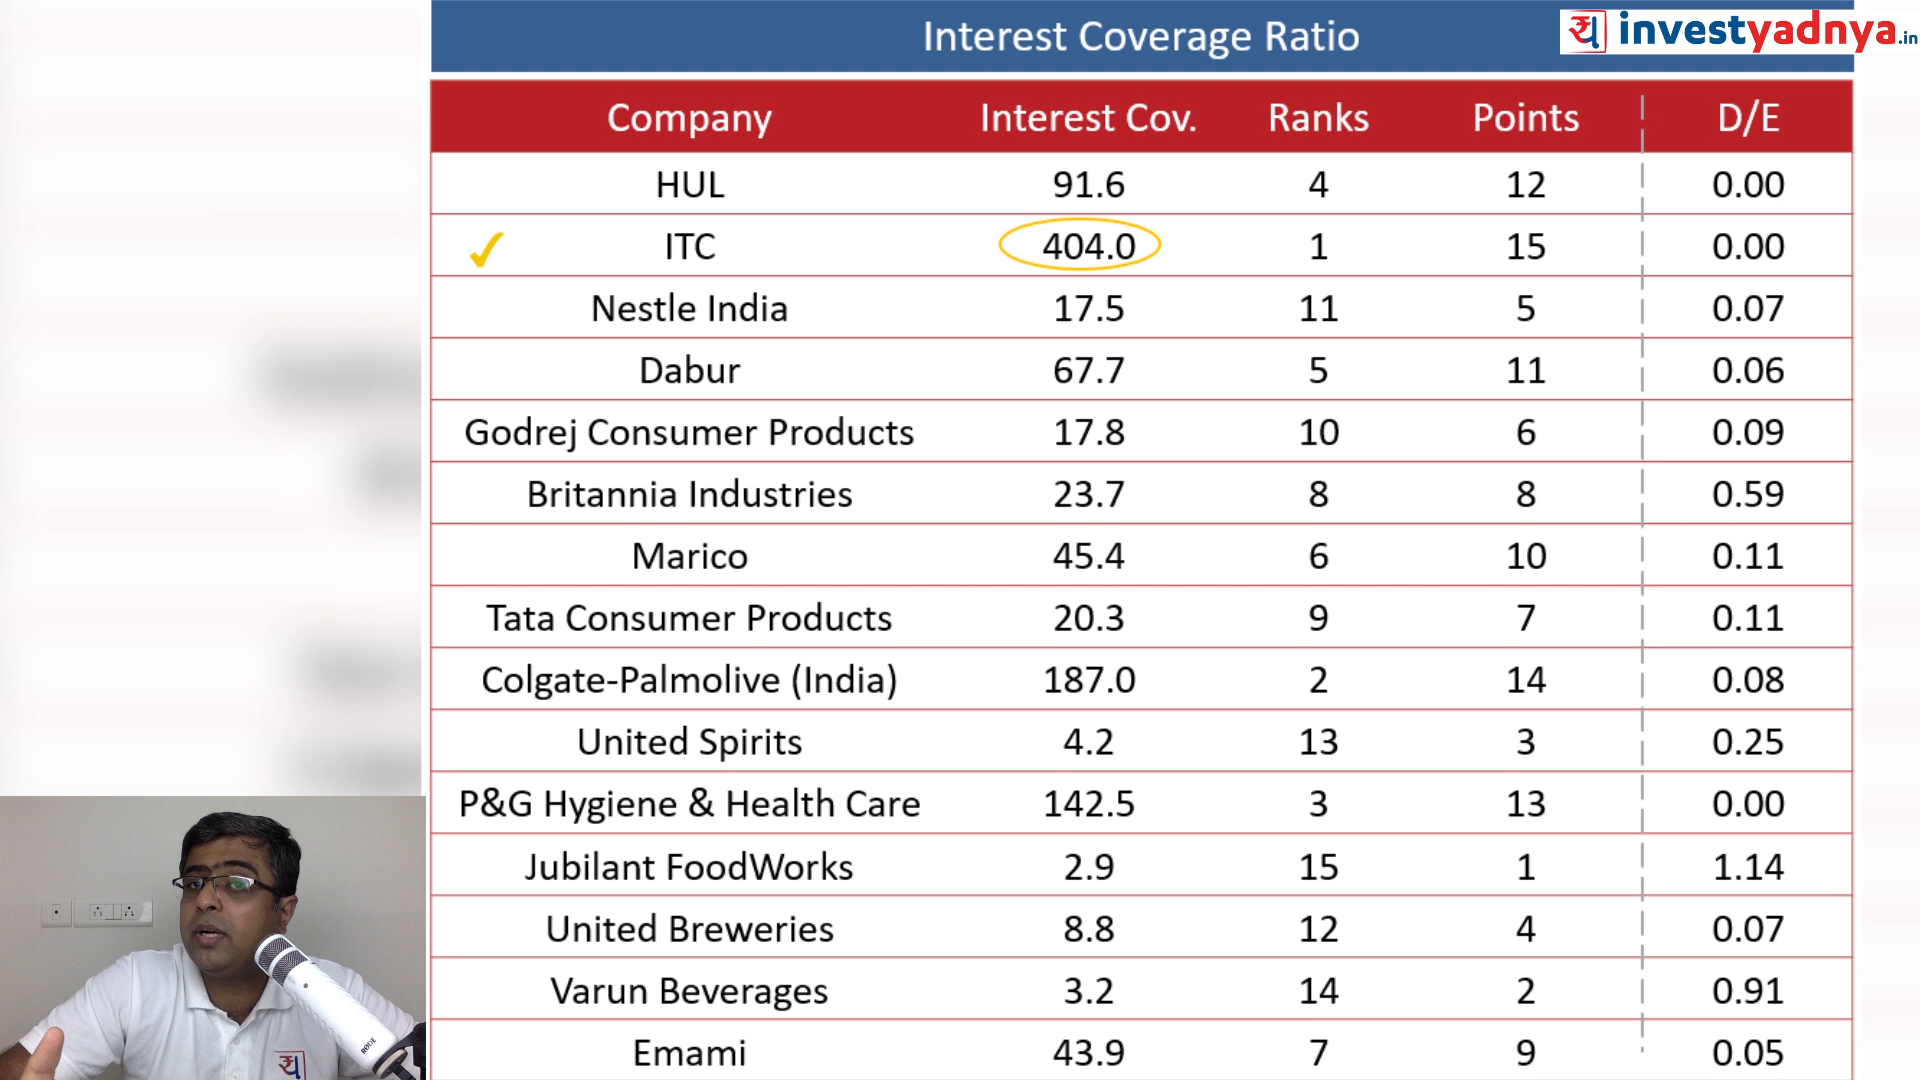 Interest Coverage Ratio
य investyadnya.in
Company Interest Cov. Ranks Points D/E
HUL 91.6 4 12 0.00
ITC 404.0 1 15 0.00
Nestle India 17.5 11 5 0.07
Dabur 67.7 5 11 0.06
Godrej Consumer Products 17.8 10 6 0.09
Britannia Industries 23.7 8 8 0.59
Marico 45.4 6 10 0.11
Tata Consumer Products 20.3 9 7 0.11
Colgate-Palmolive (India) 187.0 2 14 0.08
United Spirits 4.2 13 3 0.25
P&G Hygiene & Health Care 142.5 3 13 0.00
Jubilant FoodWorks 2.9 15 1 1.14
United Breweries 8.8 12 4 0.07
Varun Beverages 3.2 14 2 0.91
Emami 43.9 7 9 0.05
RØDE
य